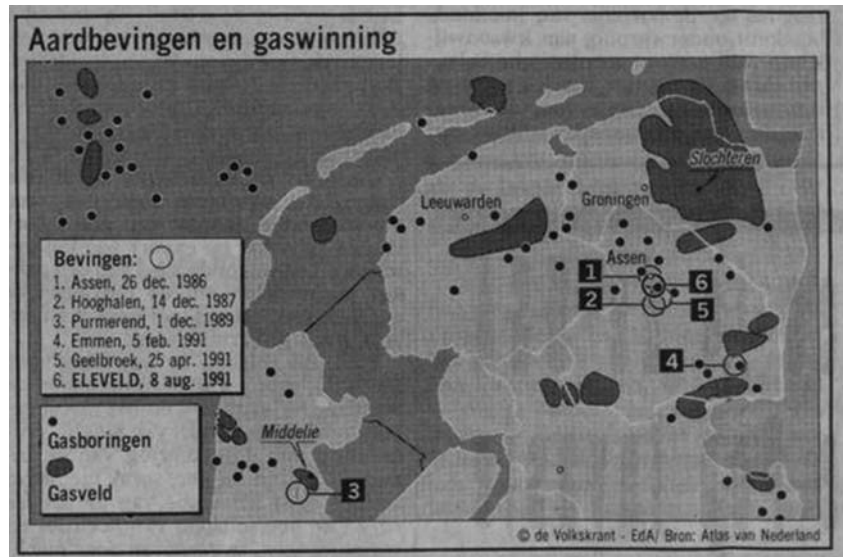 Aardbevingen en gaswinning
Slochteren
Leeuwarden
Groningen
Assen
Bevingen:
1. Assen, 26 dec. 1986
2. Hooghalen, 14 dec. 1987
3. Purmerend, 1 dec. 1989
4. Emmen, 5 feb. 1991
5. Geelbroek, 25 apr. 1991
6. ELEVELD, 8 aug. 1991
1
6
2
5
4
Gasboringen
Gasveld
Middelie
3
© de Volkskrant - EdA/ Bron: Atlas van Nederland